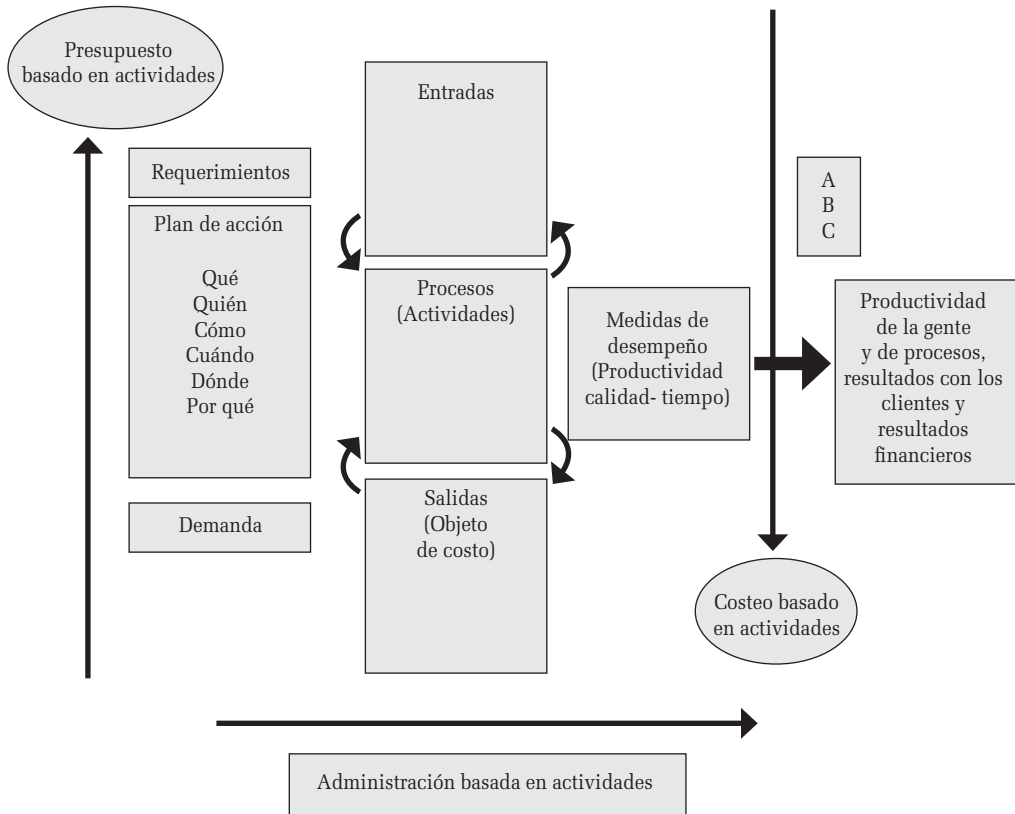 Presupuesto
basado en actividades
Requerimientos
Plan de acción
Qué
Quién
Cómo
Cuándo
Dónde
Por qué
Demanda
Entradas
Procesos
(Actividades)
Salidas
(Objeto
de costo)
Medidas de
desempeño
(Productividad
calidad- tiempo)
A
B
C
Productividad
de la gente
y de procesos,
resultados con los
clientes y
resultados
financieros
Costeo basado
en actividades
Administración basada en actividades